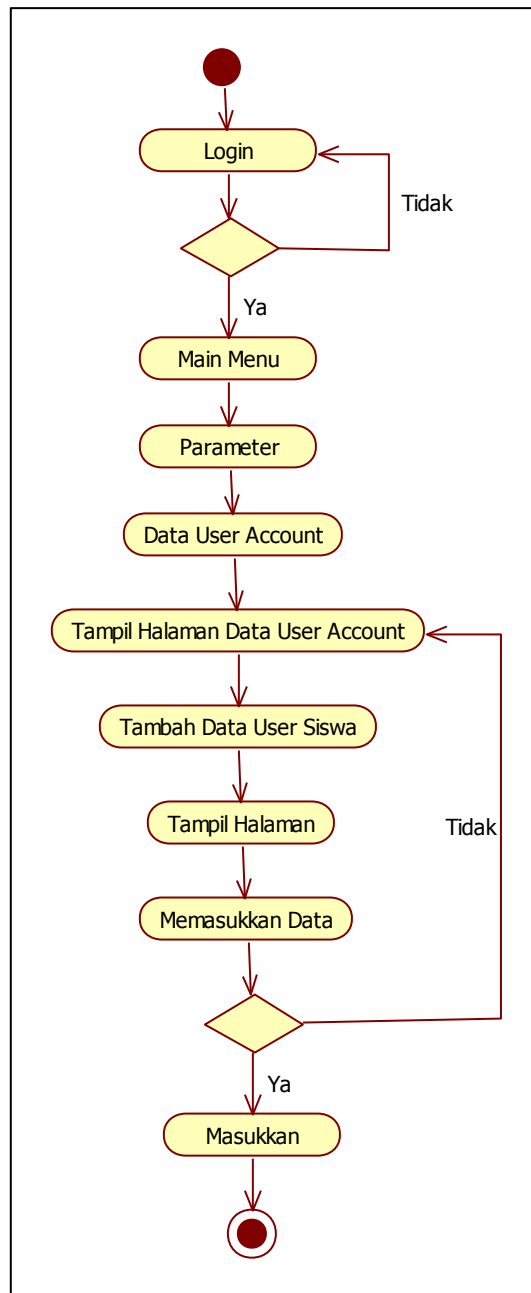 Login
Tidak
Ya
Main Menu
Parameter
Data User Account
Tampil Halaman Data User Account
Tambah Data User Siswa
Tampil Halaman
Tidak
Memasukkan Data
Ya
Masukkan